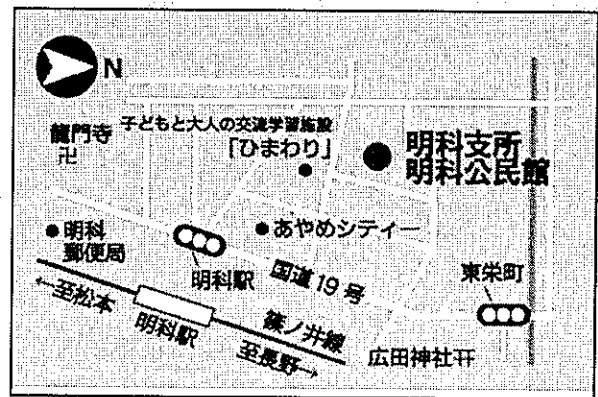 N
龍門寺
卍
子どもと大人の交流学習施設
「ひまわり」
明科支所
明科公民館
明科
郵便局
あやめシティー
明科駅
国道19号
東栄町
←至松本
明科駅
篠ノ井線
至長野→
広田神社⛩